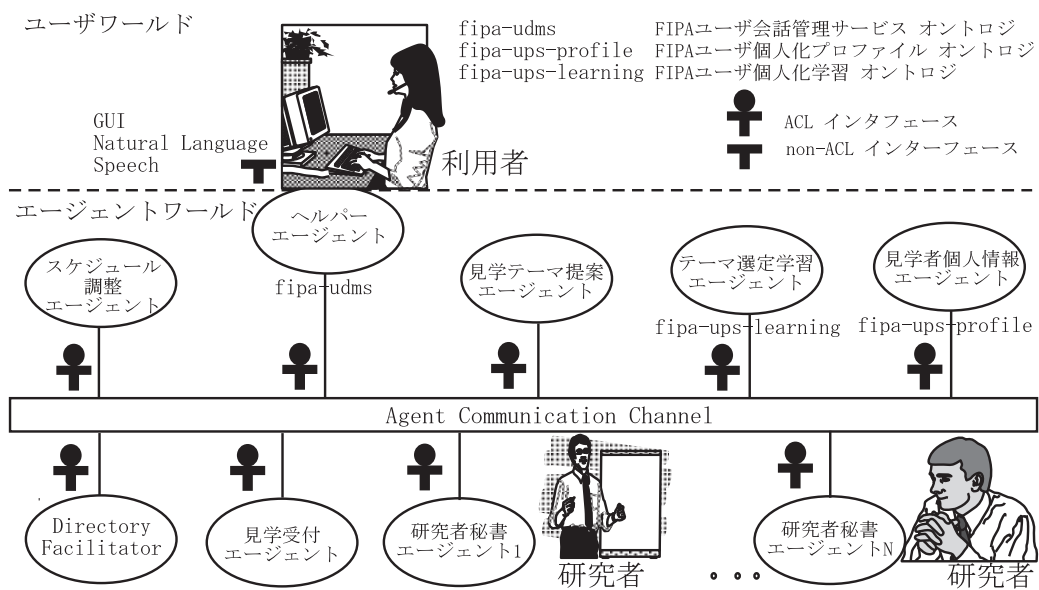 ユーザワールド
fipa-udms FIPAユーザ会話管理サービス オントロジ
fipa-ups-profile FIPAユーザ個人化プロファイル オントロジ
fipa-ups-learning FIPAユーザ個人化学習 オントロジ
GUI
Natural Language
Speech
利用者
ACL インタフェース
non-ACL インターフェース
エージェントワールド
ヘルパー
エージェント
fipa-udms
スケジュール
調整
エージェント
見学テーマ提案
エージェント
テーマ選定学習
エージェント
fipa-ups-learning
見学者個人情報
エージェント
fipa-ups-profile
Agent Communication Channel
Directory
Facilitator
見学受付
エージェント
研究者秘書
エージェント1
研究者
...
研究者秘書
エージェントN
研究者